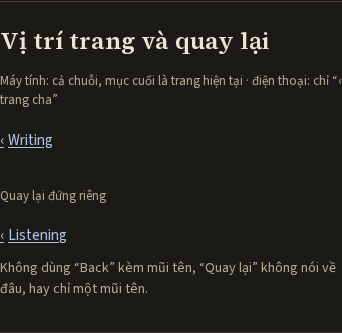 Vị trí trang và quay lại
Máy tính: cả chuỗi, mục cuối là trang hiện tại · điện thoại: chỉ “‹
trang cha”
‹ Writing
Quay lại đứng riêng
‹ Listening
Không dùng “Back” kèm mũi tên, “Quay lại” không nói về
đâu, hay chỉ một mũi tên.